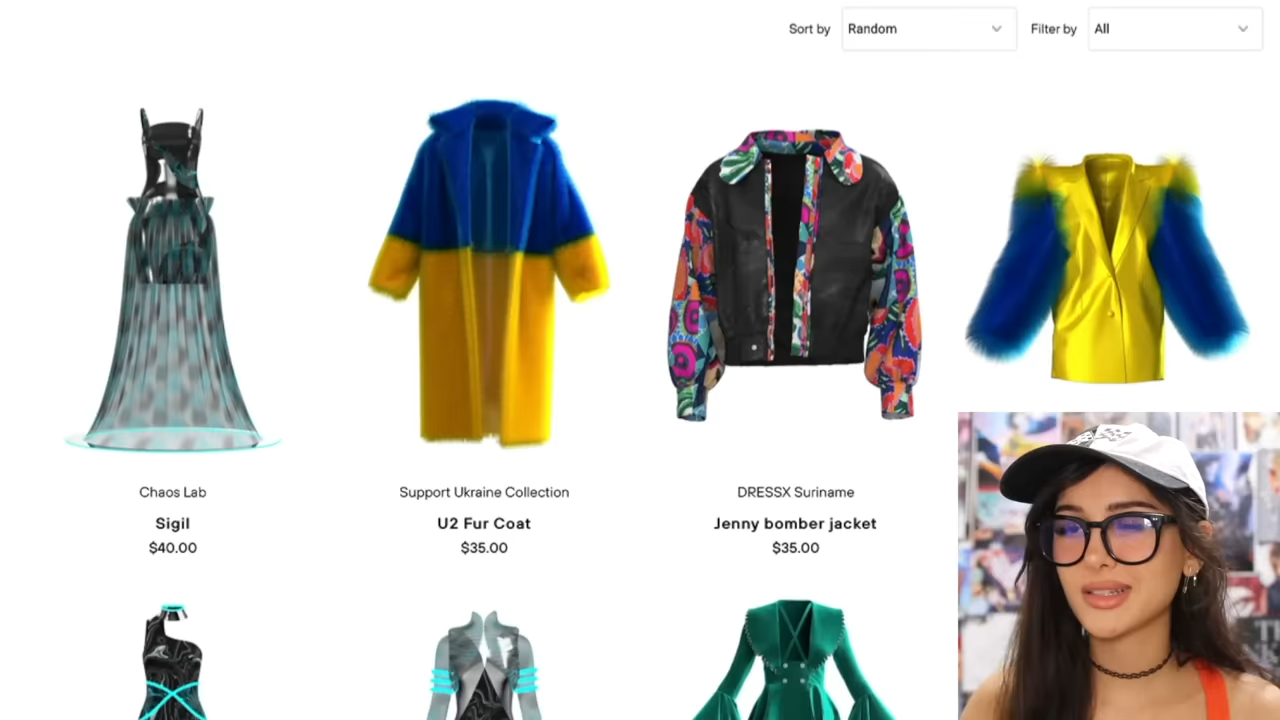 Sort by
Random
Filter by
All
Chaos Lab
Sigil
$40.00
Support Ukraine Collection
U2 Fur Coat
$35.00
DRESSX Suriname
Jenny bomber jacket
$35.00